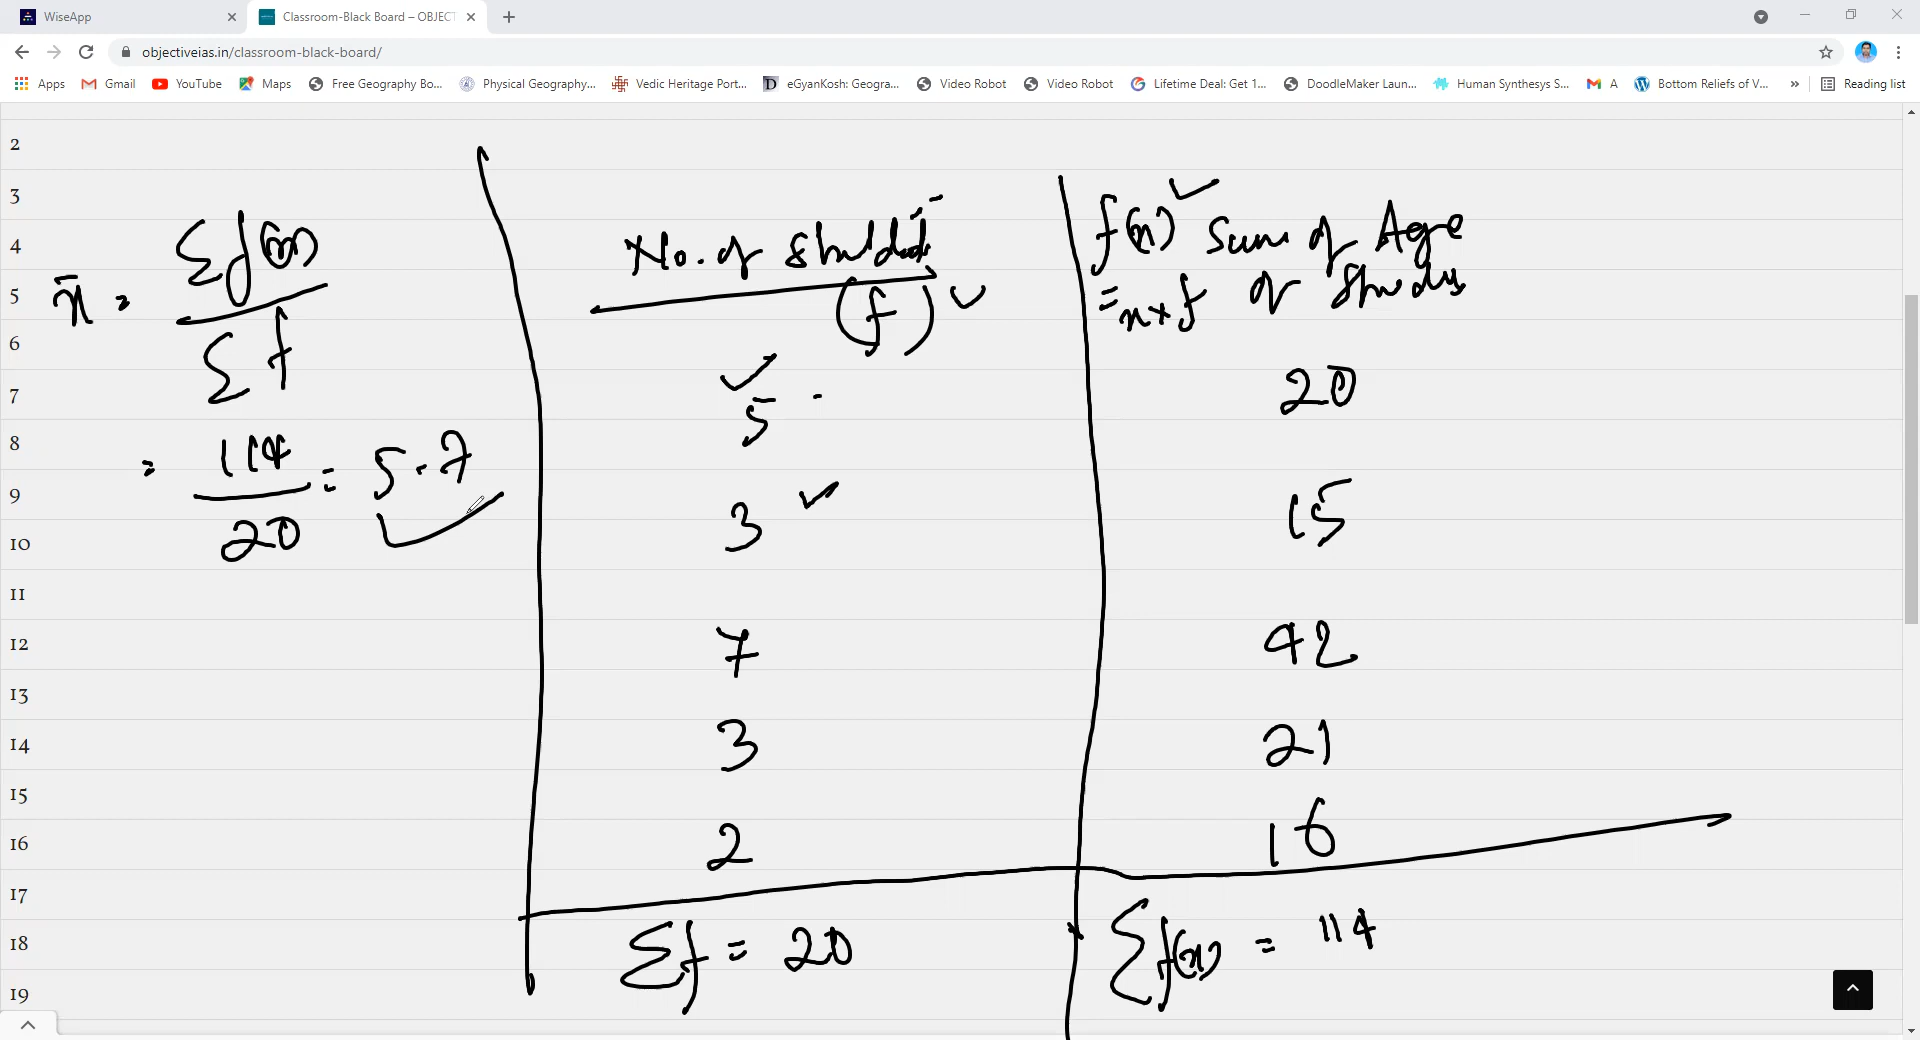 WiseApp
Classroom-Black Board – OBJECT
objectiveias.in/classroom-black-board/
Apps Gmail YouTube Maps Free Geography Bo... Physical Geography... Vedic Heritage Port... eGyanKosh: Geogra... Video Robot Video Robot Lifetime Deal: Get 1... DoodleMaker Laun... Human Synthesys S... A Bottom Reliefs of V... » Reading list
2
3
4
5
6
7
8
9
10
11
12
13
14
15
16
17
18
19
x̄ = Σf(x) / Σf
= 114 / 20 = 5.7
No. of
(f)
5
3
7
3
2
Σf = 20
f(x) Sum of Age
= x × f of
20
15
42
21
16
Σf(x) = 114